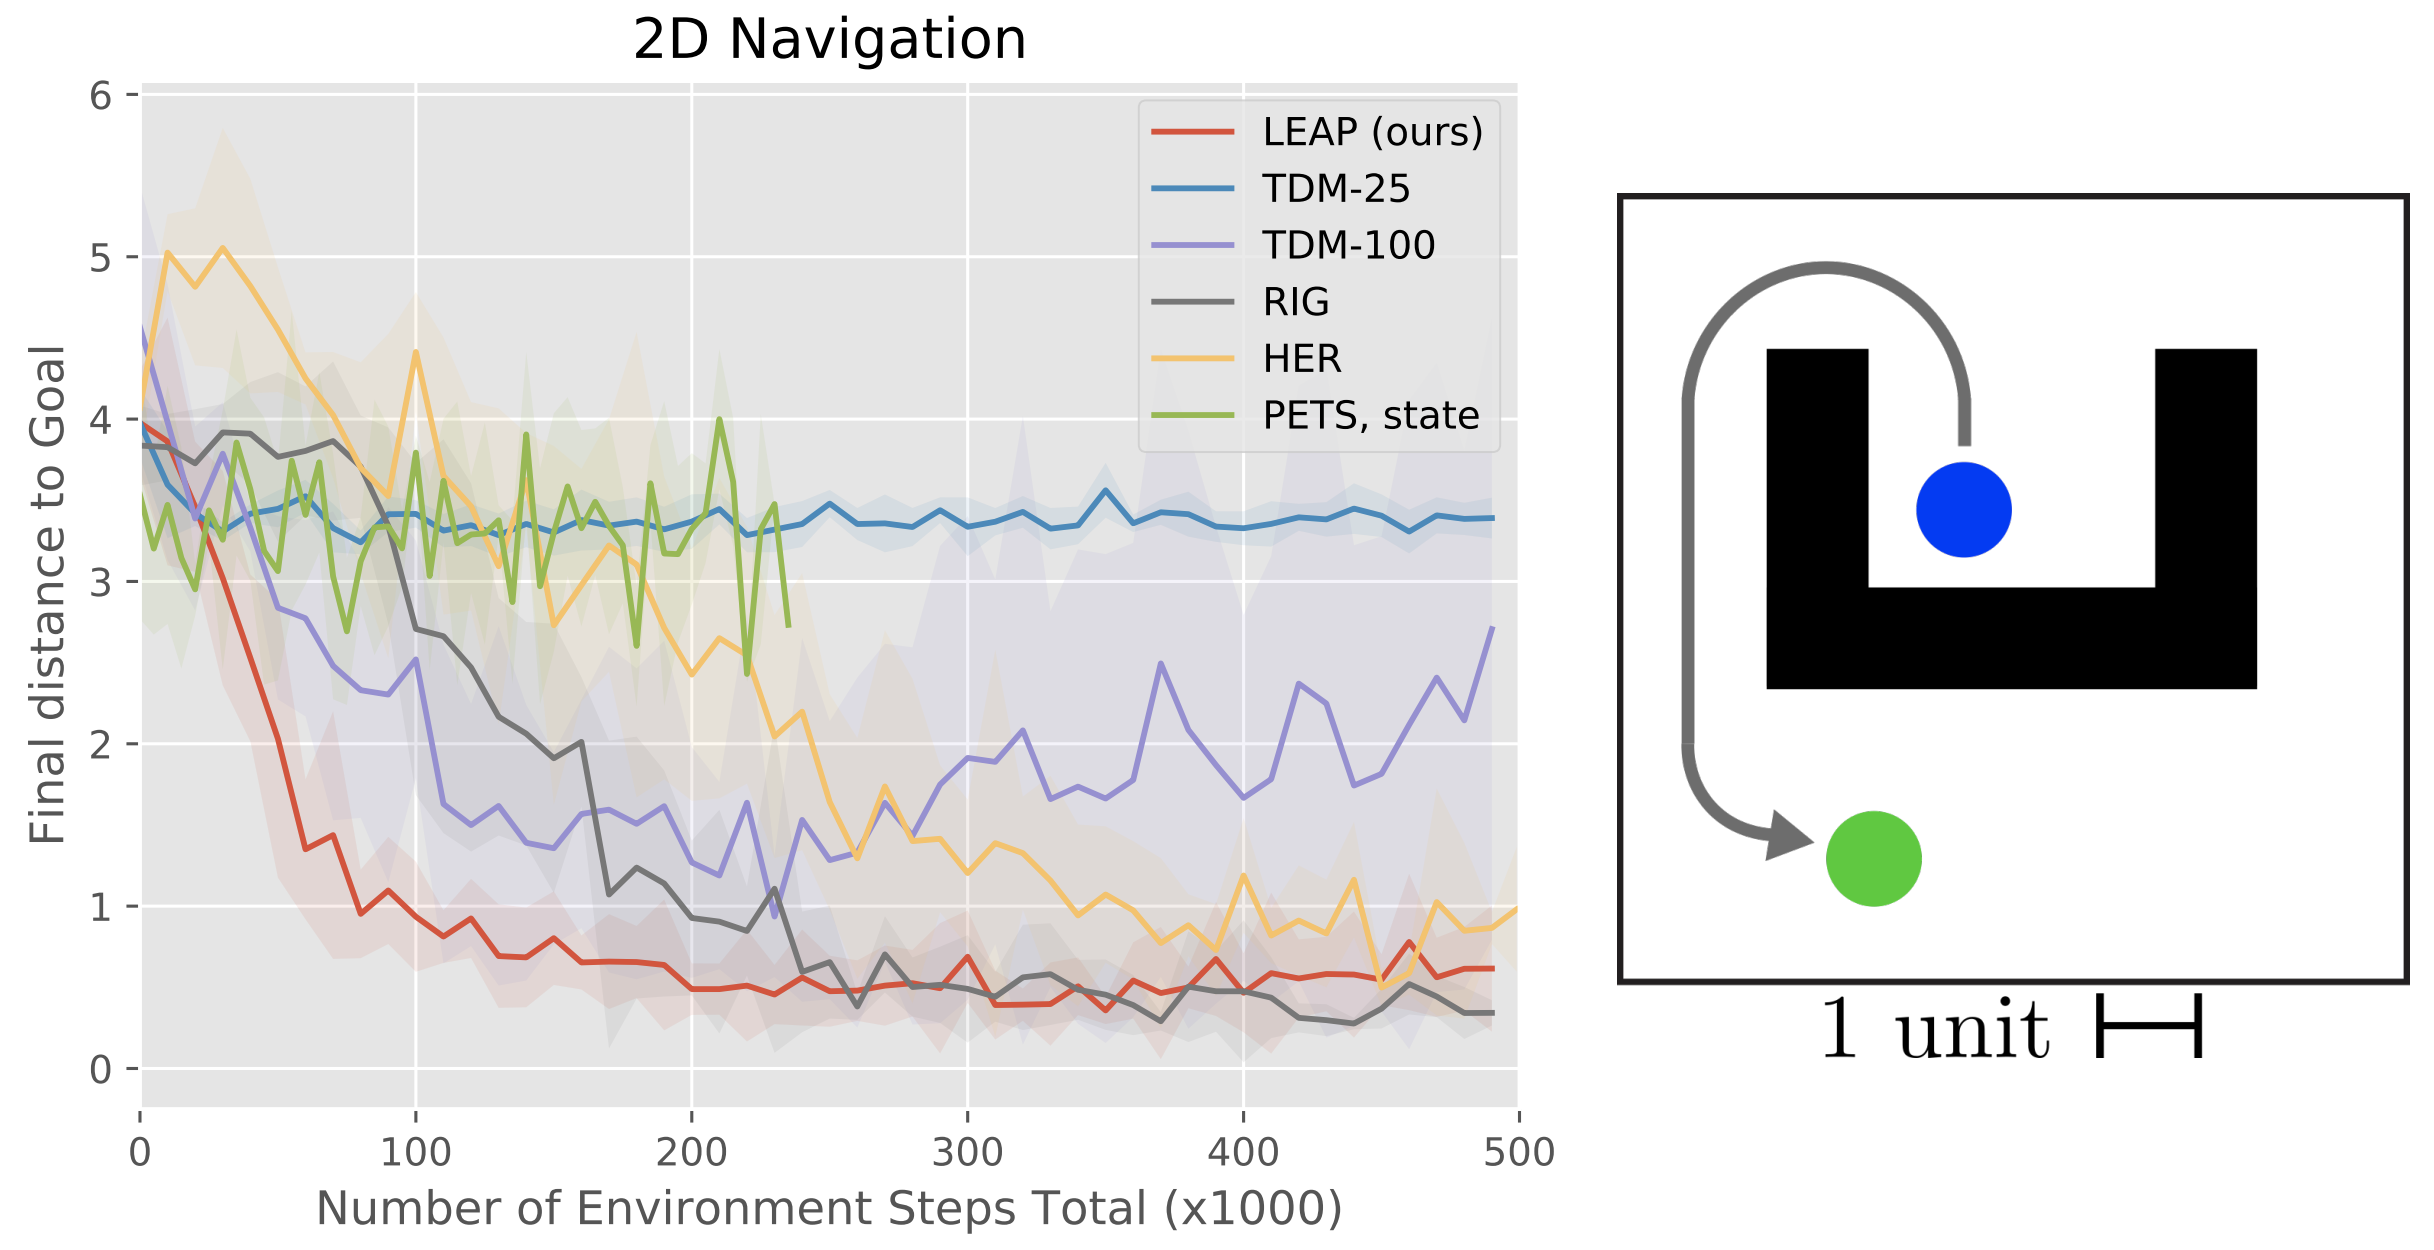 2D Navigation
Final distance to Goal
6
5
4
3
2
1
0
LEAP (ours)
TDM-25
TDM-100
RIG
HER
PETS, state
0 100 200 300 400 500
Number of Environment Steps Total (x1000)
1 unit